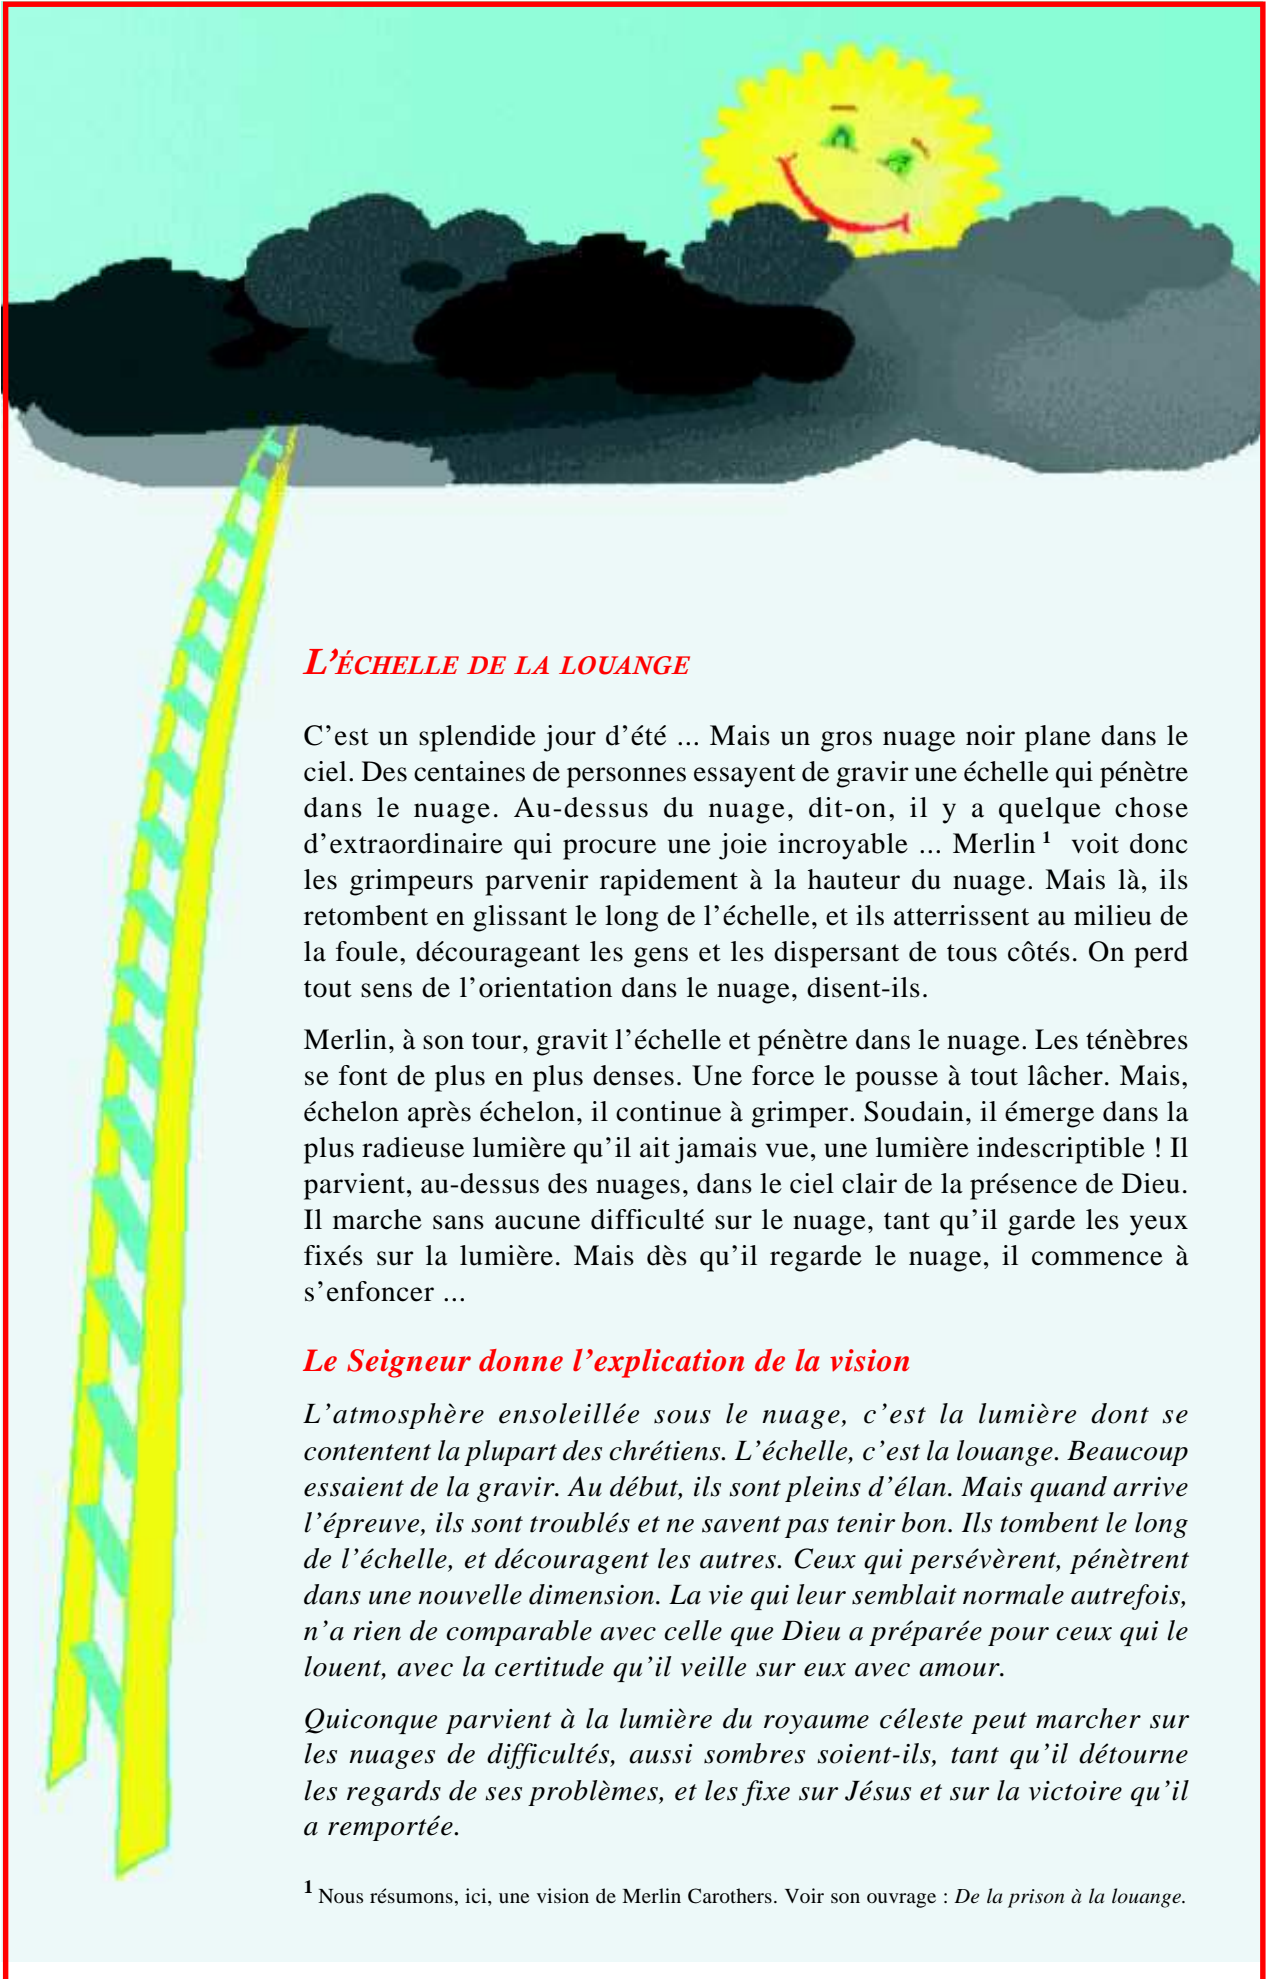 L’ÉCHELLE DE LA LOUANGE
C’est un splendide jour d’été ... Mais un gros nuage noir plane dans le
ciel. Des centaines de personnes essayent de gravir une échelle qui pénètre
dans le nuage. Au-dessus du nuage, dit-on, il y a quelque chose
d’extraordinaire qui procure une joie incroyable ... Merlin 1 voit donc
les grimpeurs parvenir rapidement à la hauteur du nuage. Mais là, ils
retombent en glissant le long de l’échelle, et ils atterrissent au milieu de
la foule, décourageant les gens et les dispersant de tous côtés. On perd
tout sens de l’orientation dans le nuage, disent-ils.
Merlin, à son tour, gravit l’échelle et pénètre dans le nuage. Les ténèbres
se font de plus en plus denses. Une force le pousse à tout lâcher. Mais,
échelon après échelon, il continue à grimper. Soudain, il émerge dans la
plus radieuse lumière qu’il ait jamais vue, une lumière indescriptible ! Il
parvient, au-dessus des nuages, dans le ciel clair de la présence de Dieu.
Il marche sans aucune difficulté sur le nuage, tant qu’il garde les yeux
fixés sur la lumière. Mais dès qu’il regarde le nuage, il commence à
s’enfoncer ...
Le Seigneur donne l’explication de la vision
L’atmosphère ensoleillée sous le nuage, c’est la lumière dont se
contentent la plupart des chrétiens. L’échelle, c’est la louange. Beaucoup
essaient de la gravir. Au début, ils sont pleins d’élan. Mais quand arrive
l’épreuve, ils sont troublés et ne savent pas tenir bon. Ils tombent le long
de l’échelle, et découragent les autres. Ceux qui persévèrent, pénètrent
dans une nouvelle dimension. La vie qui leur semblait normale autrefois,
n’a rien de comparable avec celle que Dieu a préparée pour ceux qui le
louent, avec la certitude qu’il veille sur eux avec amour.
Quiconque parvient à la lumière du royaume céleste peut marcher sur
les nuages de difficultés, aussi sombres soient-ils, tant qu’il détourne
les regards de ses problèmes, et les fixe sur Jésus et sur la victoire qu’il
a remportée.
1 Nous résumons, ici, une vision de Merlin Carothers. Voir son ouvrage : De la prison à la louange.